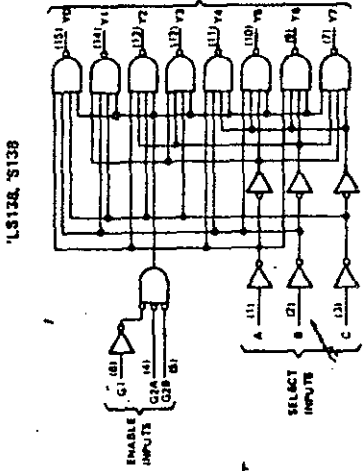 'LS138, 'S138
ENABLE INPUTS
G1 (6)
G2A (4)
G2B (5)
SELECT INPUTS
A (1)
B (2)
C (3)
(15) Y0
(14) Y1
(13) Y2
(12) Y3
(11) Y4
(10) Y5
(9) Y6
(7) Y7